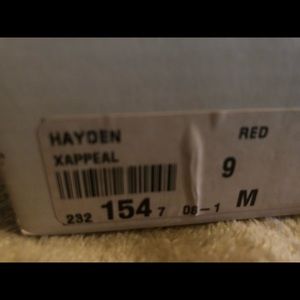 HAYDEN RED
XAPPEAL
9
232 154 7 08-1 M